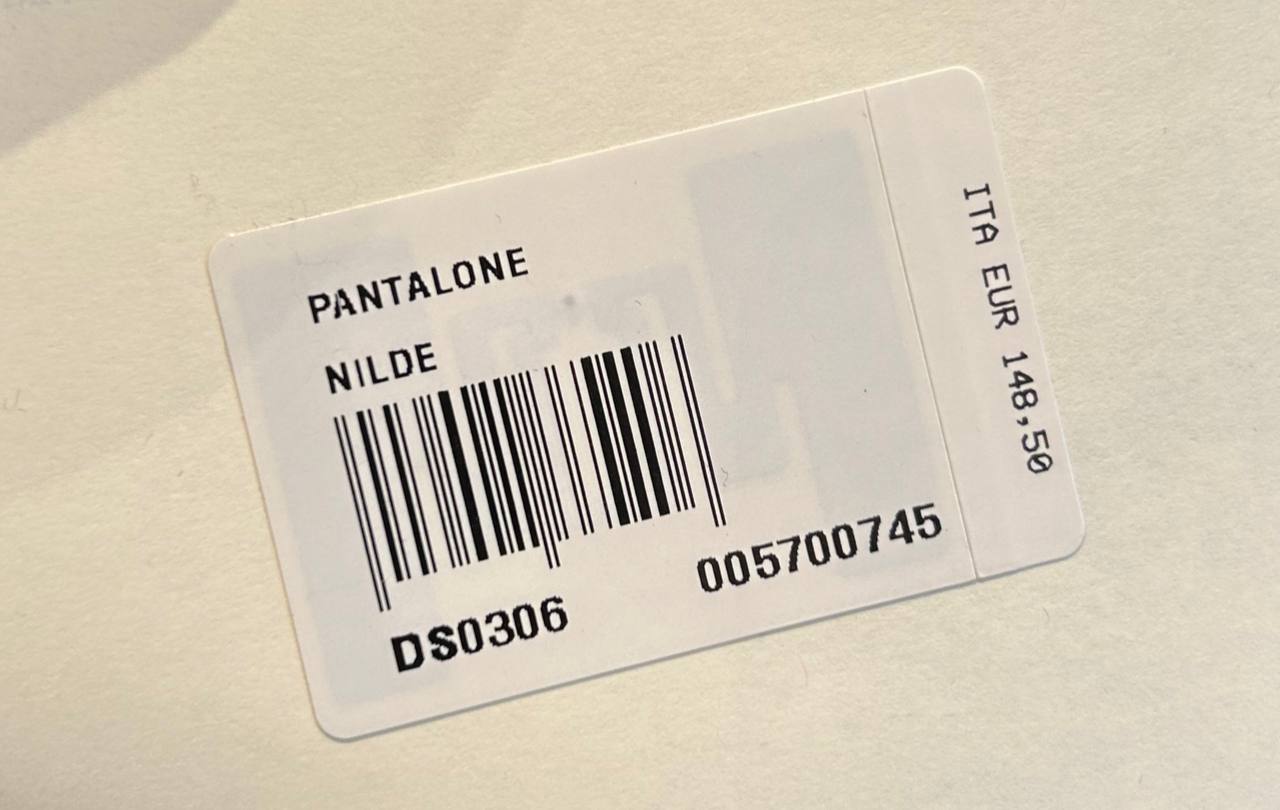 PANTALONE
NILDE
DS0306
005700745
ITA EUR 148,50